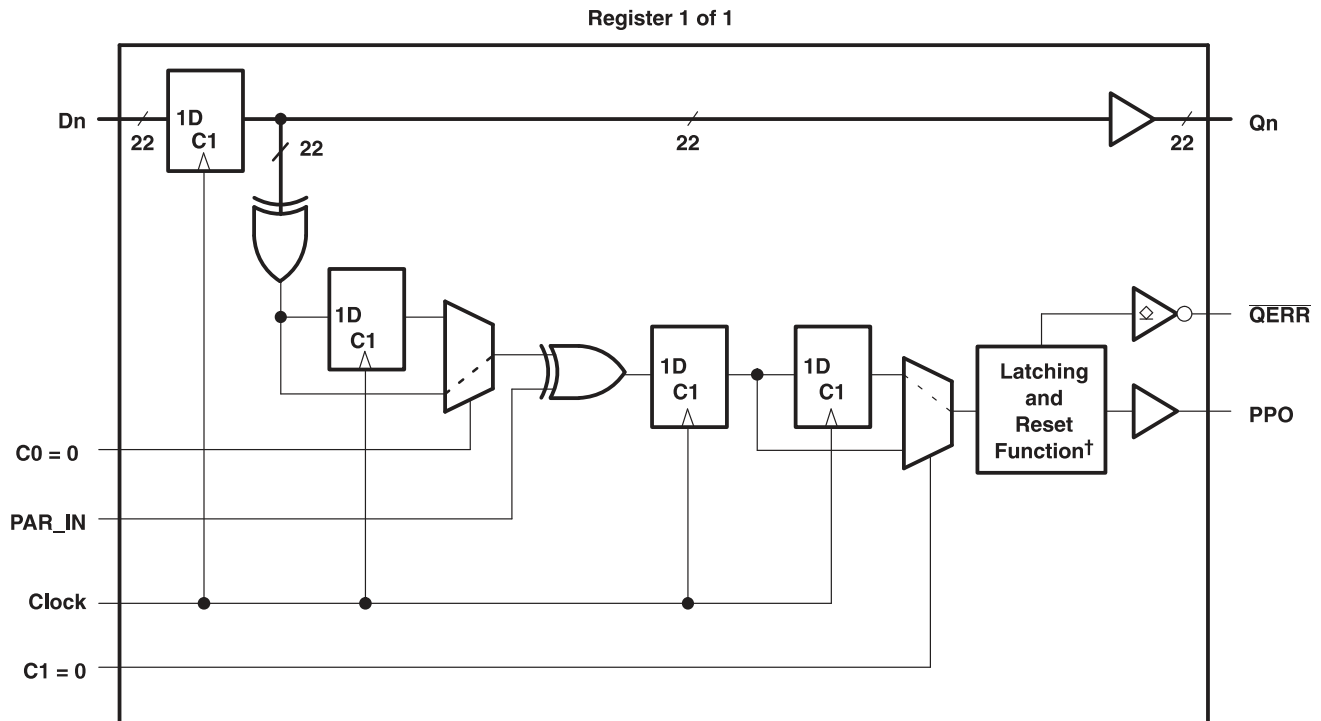 Register 1 of 1
Dn
22
1D
C1
22
22
22
Qn
1D
C1
1D
C1
1D
C1
Latching
and
Reset
Function†
QERR
PPO
C0 = 0
PAR_IN
Clock
C1 = 0